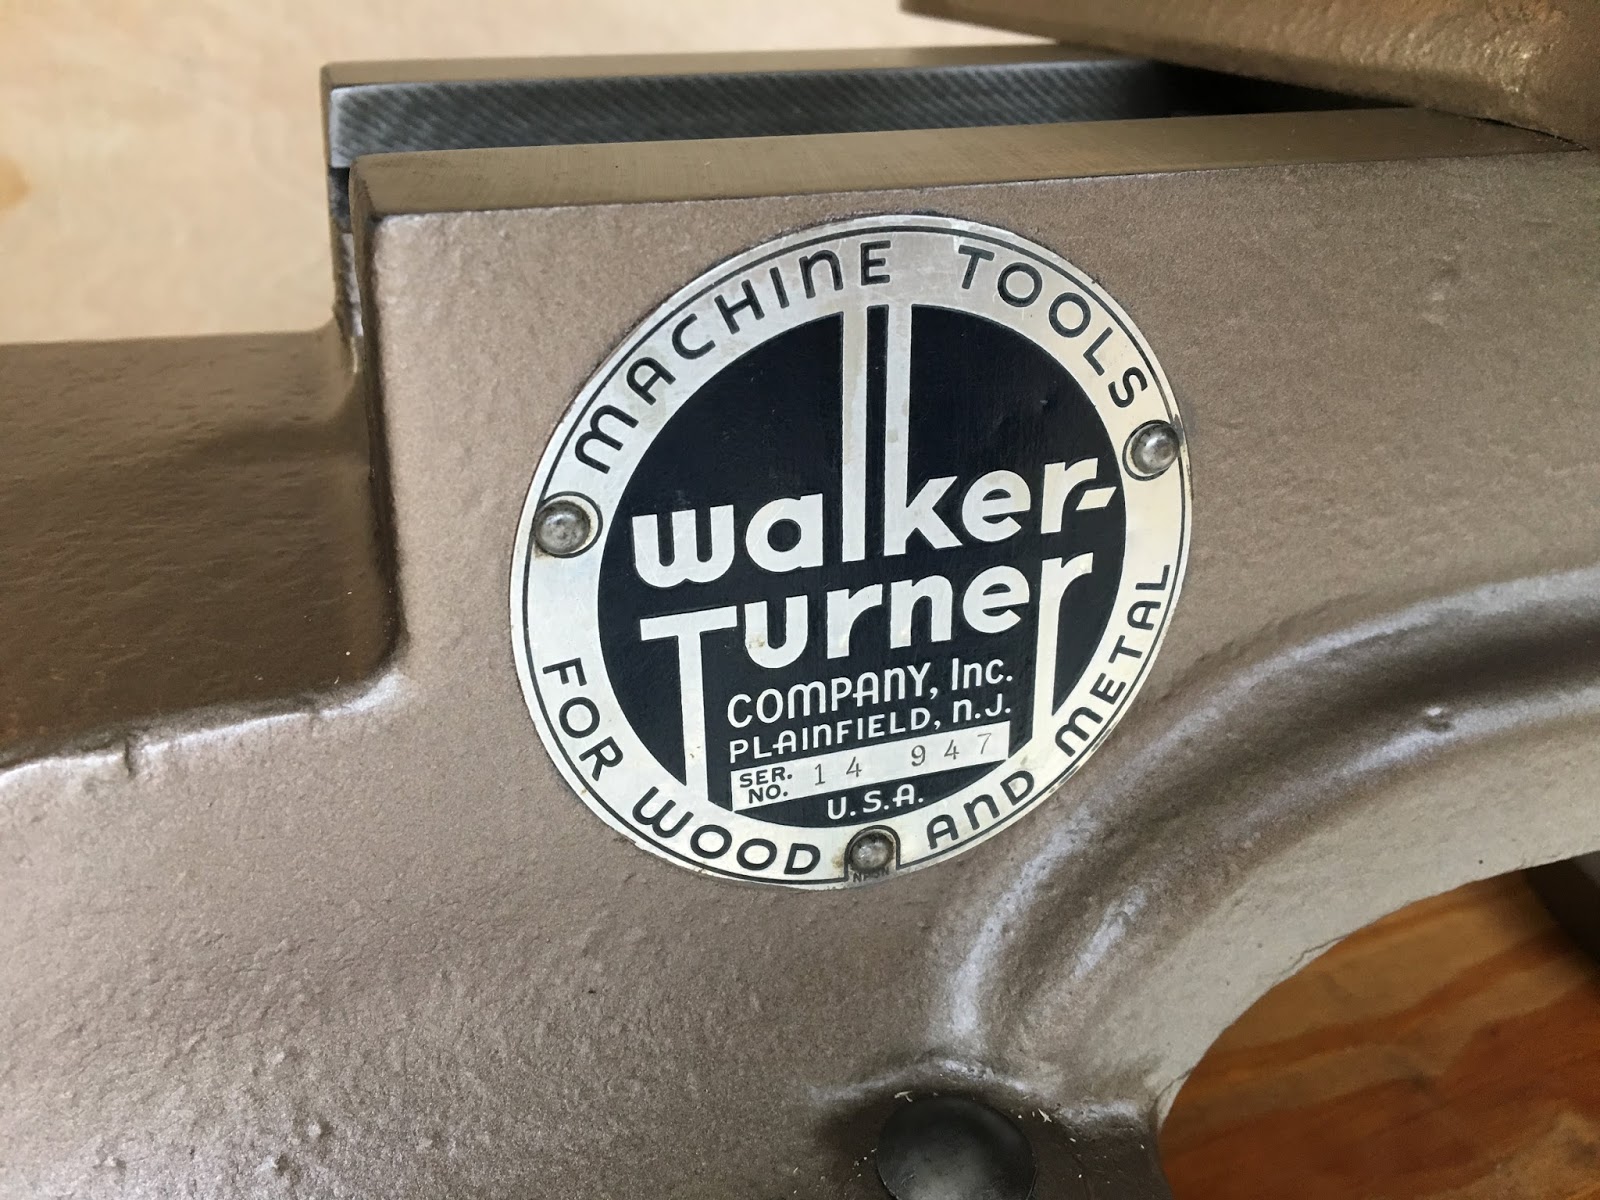 MACHINE TOOLS
walker-
Turner
COMPANY, Inc.
PLAINFIELD, N.J.
SER. NO. 14 947
U.S.A.
FOR WOOD AND METAL